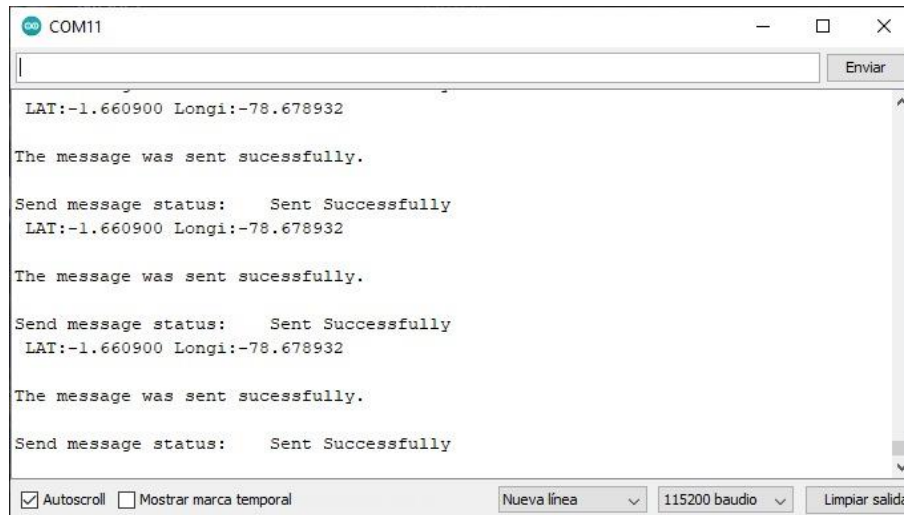 COM11
Enviar
LAT:-1.660900 Longi:-78.678932
The message was sent sucessfully.
Send message status: Sent Successfully
LAT:-1.660900 Longi:-78.678932
The message was sent sucessfully.
Send message status: Sent Successfully
LAT:-1.660900 Longi:-78.678932
The message was sent sucessfully.
Send message status: Sent Successfully
Autoscroll Mostrar marca temporal Nueva línea 115200 baudio Limpiar salida